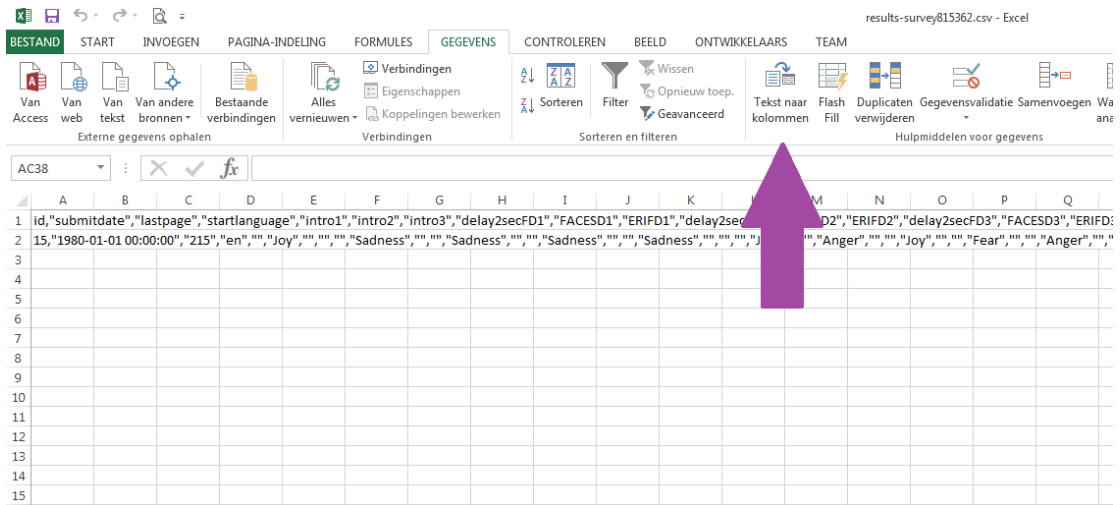 results-survey815362.csv - Excel
BESTAND START INVOEGEN PAGINA-INDELING FORMULES GEGEVENS CONTROLEREN BEELD ONTWIKKELAARS TEAM
Van Access
Van web
Van tekst
Van andere bronnen
Bestaande verbindingen
Externe gegevens ophalen
Alles vernieuwen
Verbindingen
Eigenschappen
Koppelingen bewerken
Verbindingen
Sorteren
Filter
Wissen
Opnieuw toep.
Geavanceerd
Sorteren en filteren
Tekst naar kolommen
Flash Fill
Duplicaten verwijderen
Gegevensvalidatie
Samenvoegen
Hulpmiddelen voor gegevens
AC38
fx
A B C D E F G H I J K M N O P Q
1 id,"submitdate","lastpage","startlanguage","intro1","intro2","intro3","delay2secFD1","FACESD1","ERIFD1","delay2sec D2","ERIFD2","delay2secFD3","FACESD3","ERIFD3
2 15,"1980-01-01 00:00:00","215","en","","Joy","","","","Sadness","","","Sadness","","","Sadness","","","Sadness","","","","J ","Anger","","","Joy","","","Fear","","","Anger","","
3
4
5
6
7
8
9
10
11
12
13
14
15